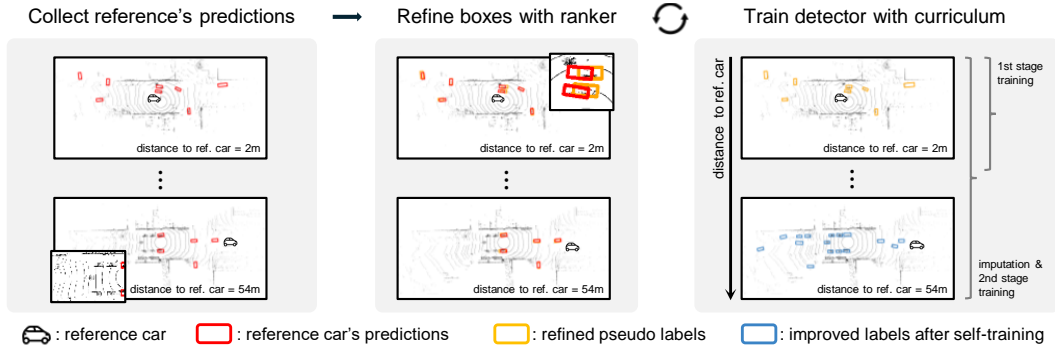 Collect reference's predictions
Refine boxes with ranker
Train detector with curriculum
distance to ref. car = 2m
distance to ref. car = 54m
distance to ref. car = 2m
distance to ref. car = 54m
distance to ref. car
distance to ref. car = 2m
distance to ref. car = 54m
1st stage
training
imputation &
2nd stage
training
: reference car
: reference car's predictions
: refined pseudo labels
: improved labels after self-training